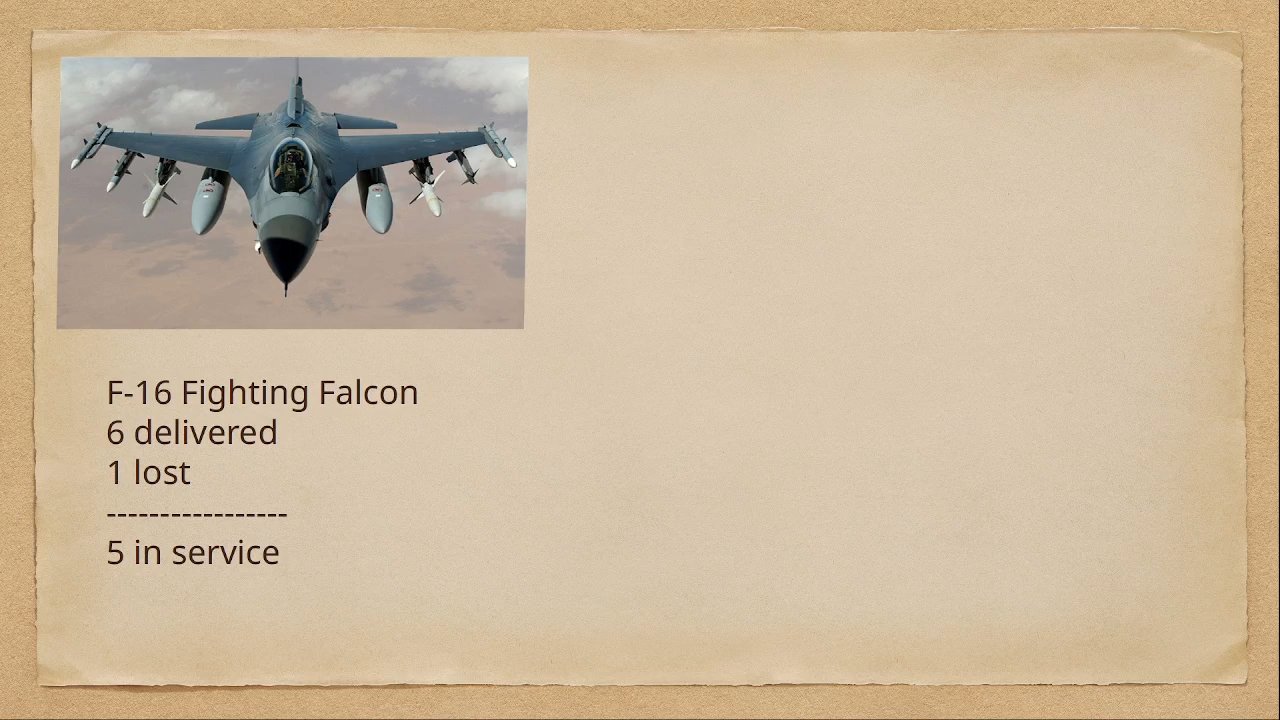 F-16 Fighting Falcon
6 delivered
1 lost
-----------------
5 in service